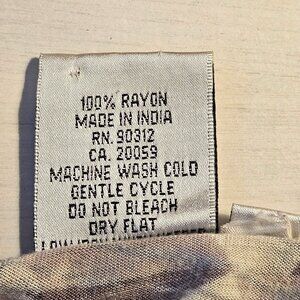 100% RAYON
MADE IN INDIA
RN. 90312
CA. 20059
MACHINE WASH COLD
GENTLE CYCLE
DO NOT BLEACH
DRY FLAT